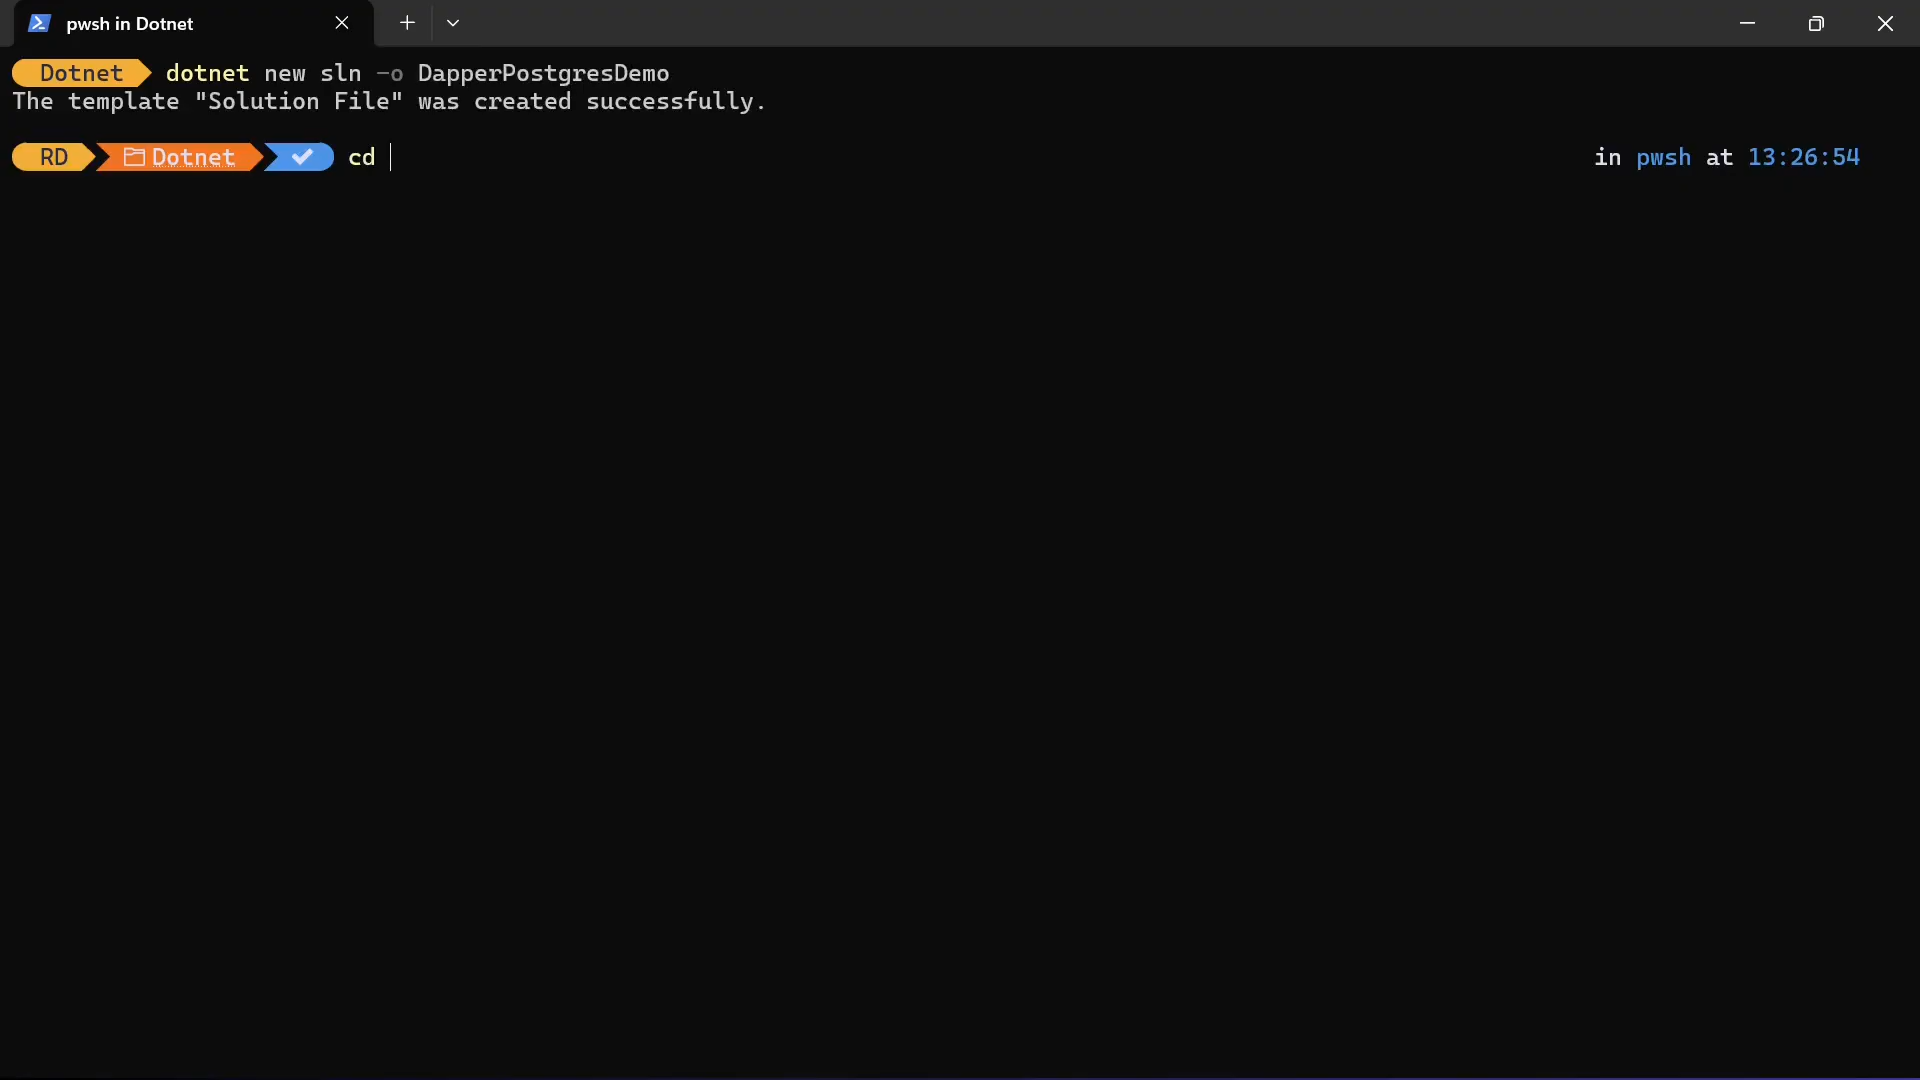 pwsh in Dotnet
Dotnet dotnet new sln -o DapperPostgresDemo
The template "Solution File" was created successfully.
RD Dotnet cd in pwsh at 13:26:54